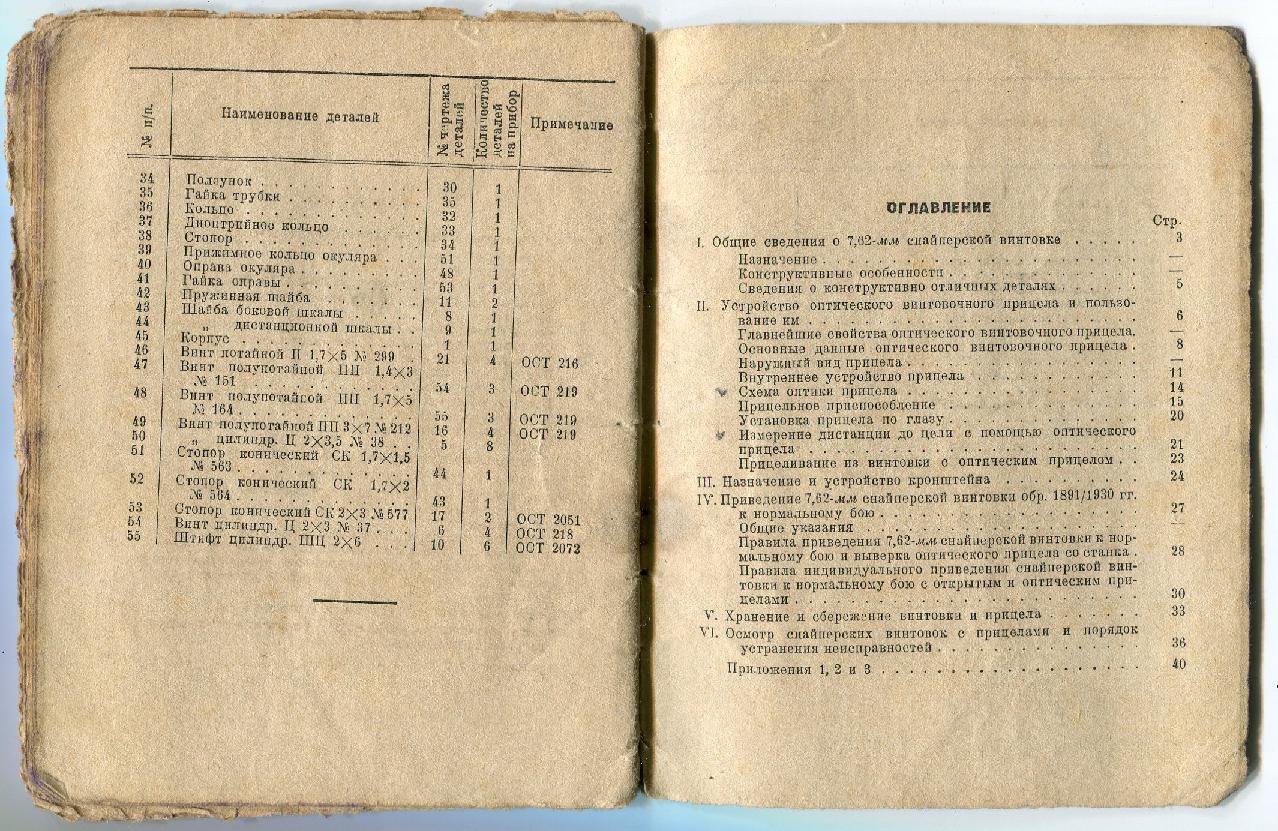 № п/п. Наименование деталей № чертежа деталей Количество деталей на прибор Примечание
34 Ползунок . . . 30 1
35 Гайка трубки . . . 35 1
36 Кольцо . . . 32 1
37 Диоптрийное кольцо . . . 33 1
38 Стопор . . . 34 1
39 Прижимное кольцо окуляра . . . 51 1
40 Оправа окуляра . . . 48 1
41 Гайка оправы . . . 53 1
42 Пружинная шайба . . . 11 2
43 Шайба боковой шкалы . . . 8 1
44 „ дистанционной шкалы . . 9 1
45 Корпус . . . 1 1
46 Винт потайной П 1,7×5 № 299 . . 21 4 ОСТ 216
47 Винт полупотайной ПП 1,4×3
№ 151 . . . 54 3 ОСТ 219
48 Винт полупотайной ПП 1,7×5
№ 164 . . . 55 3 ОСТ 219
49 Винт полупотайной ПП 3×7 № 212 16 4 ОСТ 219
50 „ цилиндр. Ц 2×3,5 № 38 . . 5 8
51 Стопор конический СК 1,7×1,5
№ 563 . . . 44 1
52 Стопор конический СК 1,7×2
№ 564 . . . 43 1
53 Стопор конический СК 2×3 № 577 17 3 ОСТ 2051
54 Винт цилиндр. Ц 2×3 № 37 . . . 6 4 ОСТ 218
55 Штифт цилиндр. ШЦ 2×6 . . . 10 6 ОСТ 2073
ОГЛАВЛЕНИЕ
Стр.
I. Общие сведения о 7,62-мм снайперской винтовке . . . 3
Назначение . . . —
Конструктивные особенности . . . —
Сведения о конструктивно отличных деталях . . . 5
II. Устройство оптического винтовочного прицела и пользо-
вание им . . . 6
Главнейшие свойства оптического винтовочного прицела. —
Основные данные оптического винтовочного прицела . 8
Наружный вид прицела . . . —
Внутреннее устройство прицела . . . 11
Схема оптики прицела . . . 14
Прицельное приспособление . . . 15
Установка прицела по глазу . . . 20
Измерение дистанции до цели с помощью оптического
прицела . . . 21
Прицеливание из винтовки с оптическим прицелом . . 23
III. Назначение и устройство кронштейна . . . 24
IV. Приведение 7,62-мм снайперской винтовки обр. 1891/1930 гг.
к нормальному бою . . . 27
Общие указания . . . —
Правила приведения 7,62-мм снайперской винтовки к нор-
мальному бою и выверка оптического прицела со станка . 28
Правила индивидуального приведения снайперской вин-
товки к нормальному бою с открытым и оптическим при-
целами . . . 30
V. Хранение и сбережение винтовки и прицела . . . 33
VI. Осмотр снайперских винтовок с прицелами и порядок
устранения неисправностей . . . 36
Приложения 1, 2 и 3 . . . 40